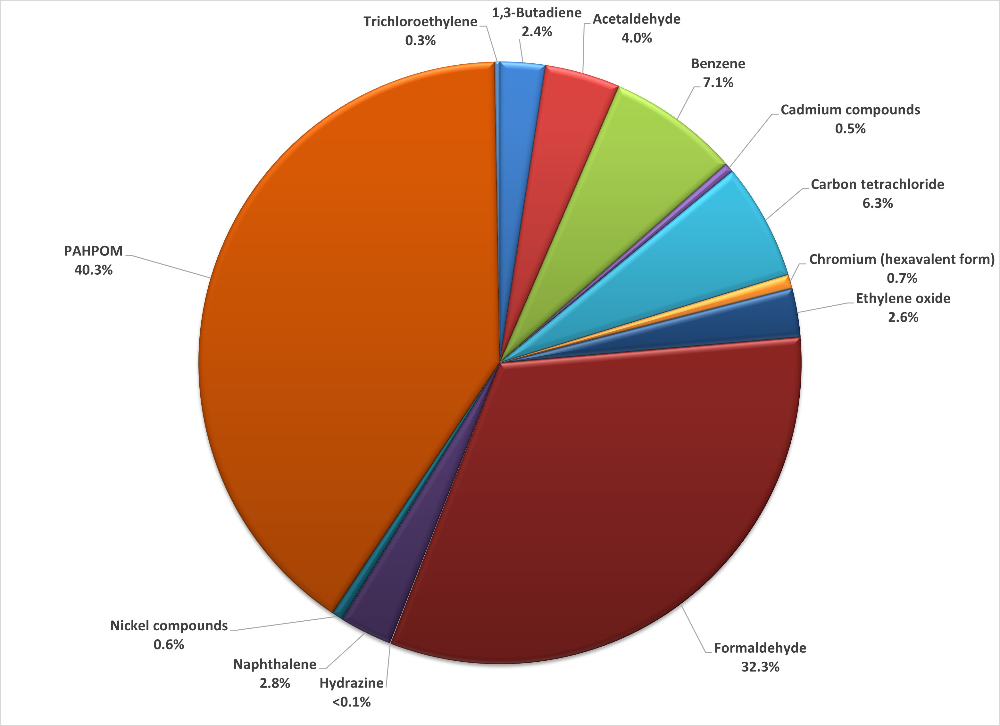 Trichloroethylene
0.3%
1,3-Butadiene
2.4%
Acetaldehyde
4.0%
Benzene
7.1%
Cadmium compounds
0.5%
Carbon tetrachloride
6.3%
Chromium (hexavalent form)
0.7%
Ethylene oxide
2.6%
Formaldehyde
32.3%
Hydrazine
<0.1%
Naphthalene
2.8%
Nickel compounds
0.6%
PAHPOM
40.3%